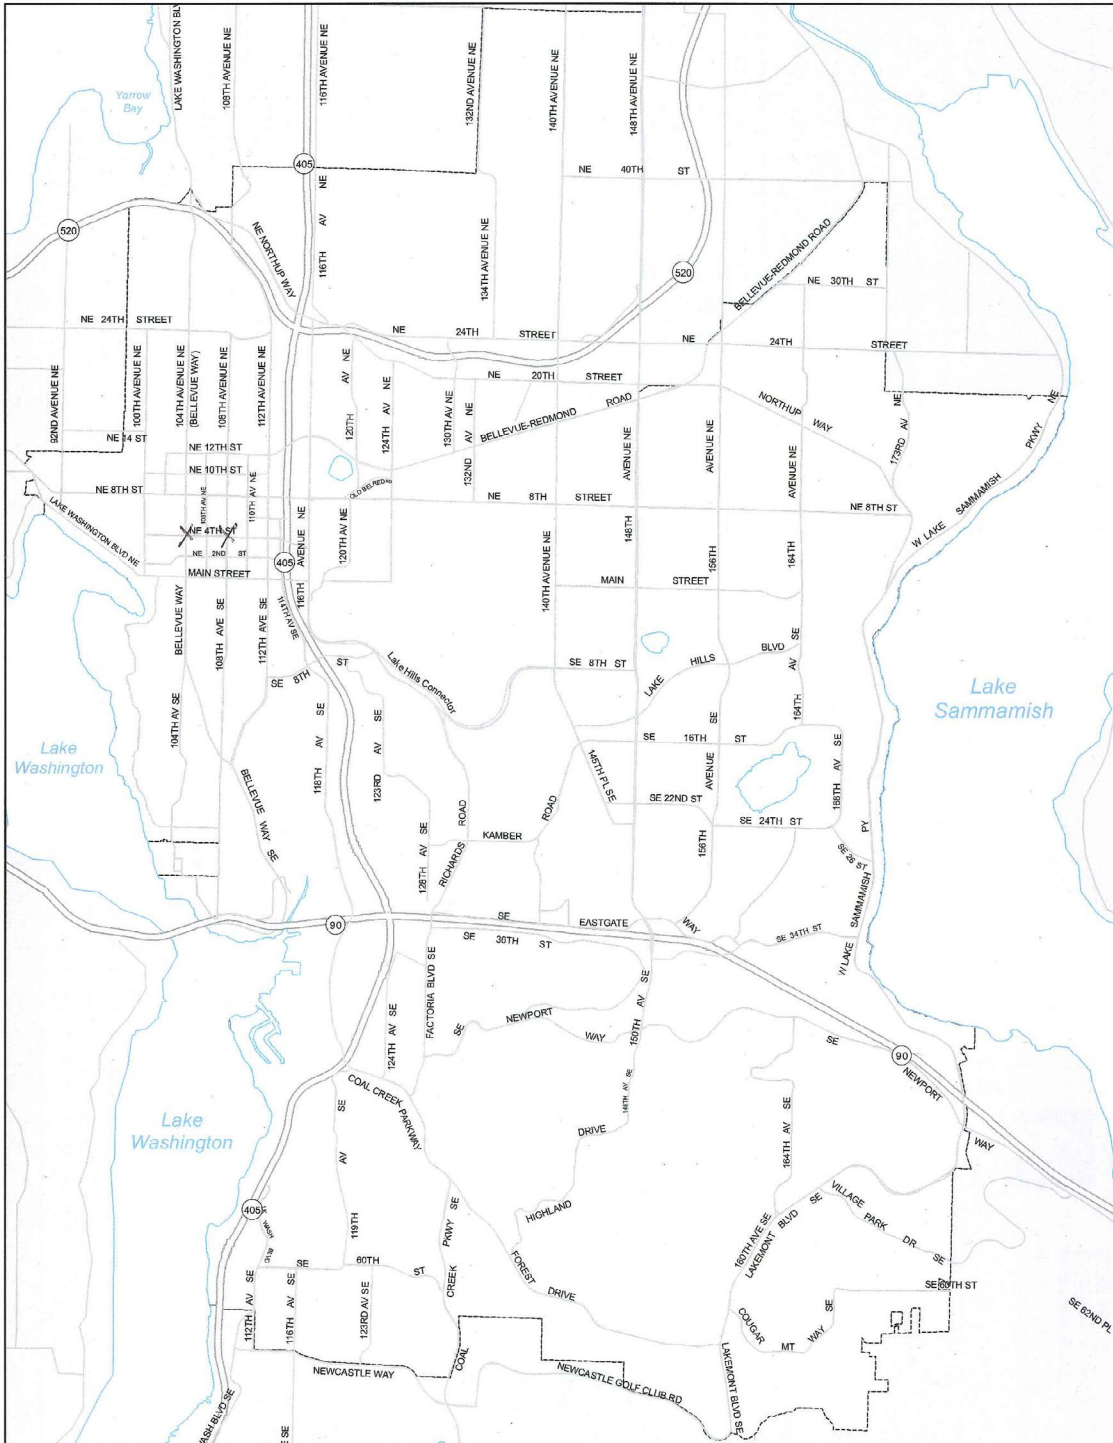 LAKE WASHINGTON BLV
108TH AVENUE NE
116TH AVENUE NE
132ND AVENUE NE
140TH AVENUE NE
148TH AVENUE NE
Yarrow
Bay
405
NE 40TH ST
520
NE NORTHUP WAY
116TH AV NE
134TH AVENUE NE
520
BELLEVUE-REDMOND ROAD
NE 30TH ST
NE 24TH STREET
NE 24TH STREET
NE 24TH STREET
92ND AVENUE NE
100TH AVENUE NE
104TH AVENUE NE
(BELLEVUE WAY)
108TH AVENUE NE
112TH AVENUE NE
120TH AV NE
124TH AV NE
130TH AV NE
132ND AV NE
NE 20TH STREET
BELLEVUE-REDMOND ROAD
NORTHUP WAY
173RD AV NE
W LAKE SAMMAMISH PKWY NE
NE 14 ST
NE 12TH ST
NE 10TH ST
NE 8TH ST
110TH AV NE
OLD BELRED RD
NE 8TH STREET
NE 8TH ST
148TH AVENUE NE
156TH AVENUE NE
164TH AVENUE NE
LAKE WASHINGTON BLVD NE
NE 4TH ST
NE 2ND ST
MAIN STREET
405
116TH AVENUE NE
120TH AV NE
140TH AVENUE NE
MAIN STREET
BELLEVUE WAY
108TH AVE SE
112TH AVE SE
114TH AV SE
SE 8TH ST
Lake Hills Connector
SE 8TH ST
LAKE HILLS BLVD
164TH AV SE
Lake
Sammamish
Lake
Washington
104TH AV SE
BELLEVUE WAY SE
118TH AV SE
123RD AV SE
SE 16TH ST
145TH PL SE
156TH AVENUE SE
168TH AV SE
SE 22ND ST
SE 24TH ST
SE 26 ST
128TH AV SE
RICHARDS ROAD
KAMBER ROAD
W LAKE SAMMAMISH PY
90
SE EASTGATE WAY
SE 36TH ST
SE 34TH ST
FACTORIA BLVD SE
124TH AV SE
SE NEWPORT WAY
150TH AV SE
SE NEWPORT WAY
90
COAL CREEK PARKWAY
148TH AV SE
HIGHLAND DRIVE
164TH AV SE
Lake
Washington
405
WASH BLVD
119TH AV SE
COAL CREEK PKWY SE
FOREST DRIVE
160TH AVE SE
LAKEMONT BLVD SE
VILLAGE PARK DR SE
SE 60TH ST
SE 60TH ST
SE 62ND PL
112TH AV SE
116TH AV SE
123RD AV SE
COUGAR MT WAY SE
NEWCASTLE WAY
NEWCASTLE GOLF CLUB RD
LAKEMONT BLVD SE
WASH BLVD SE
E SE